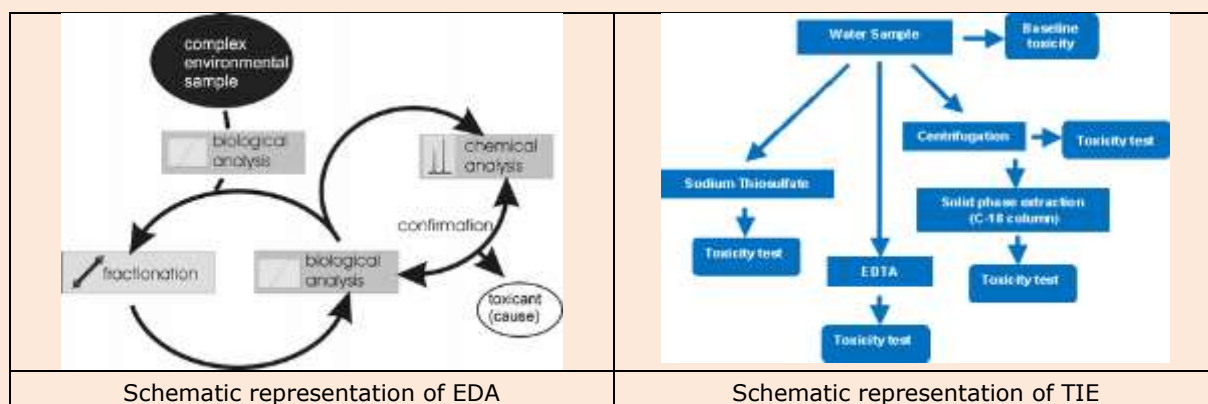 complex
environmental
sample
biological
analysis
chemical
analysis
confirmation
fractionation
biological
analysis
toxicant
(cause)
Schematic representation of EDA
Water Sample
Baseline
toxicity
Centrifugation
Toxicity test
Sodium Thiosulfate
Solid phase extraction
(C-18 column)
Toxicity test
EDTA
Toxicity test
Toxicity test
Schematic representation of TIE